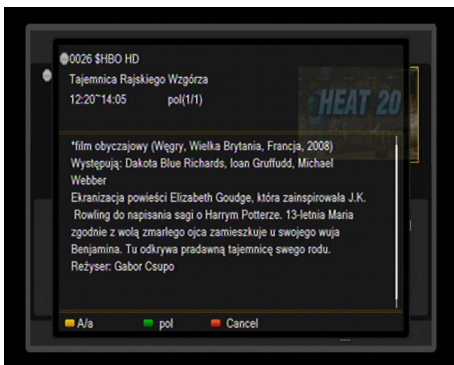 0026 $HBO HD
Tajemnica Rajskiego Wzgórza
12:20~14:05 pol(1/1)
HEAT 20
*film obyczajowy (Węgry, Wielka Brytania, Francja, 2008)
Występują: Dakota Blue Richards, Ioan Gruffudd, Michael
Webber
Ekranizacja powieści Elizabeth Goudge, która zainspirowała J.K.
Rowling do napisania sagi o Harrym Potterze. 13-letnia Maria
zgodnie z wolą zmarłego ojca zamieszkuje u swojego wuja
Benjamina. Tu odkrywa pradawną tajemnicę swego rodu.
Reżyser: Gabor Csupo
A/a pol Cancel